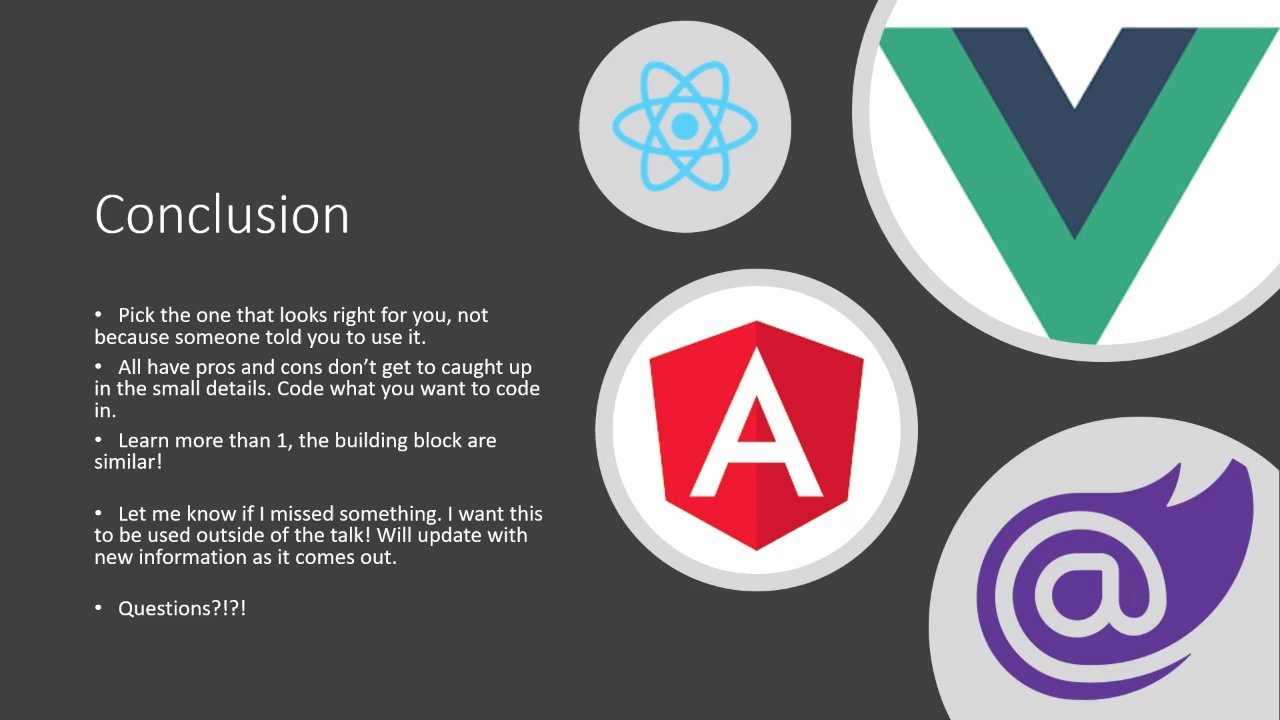 Conclusion
• Pick the one that looks right for you, not
because someone told you to use it.
• All have pros and cons don’t get to caught up
in the small details. Code what you want to code
in.
• Learn more than 1, the building block are
similar!
• Let me know if I missed something. I want this
to be used outside of the talk! Will update with
new information as it comes out.
• Questions?!?!
A
@